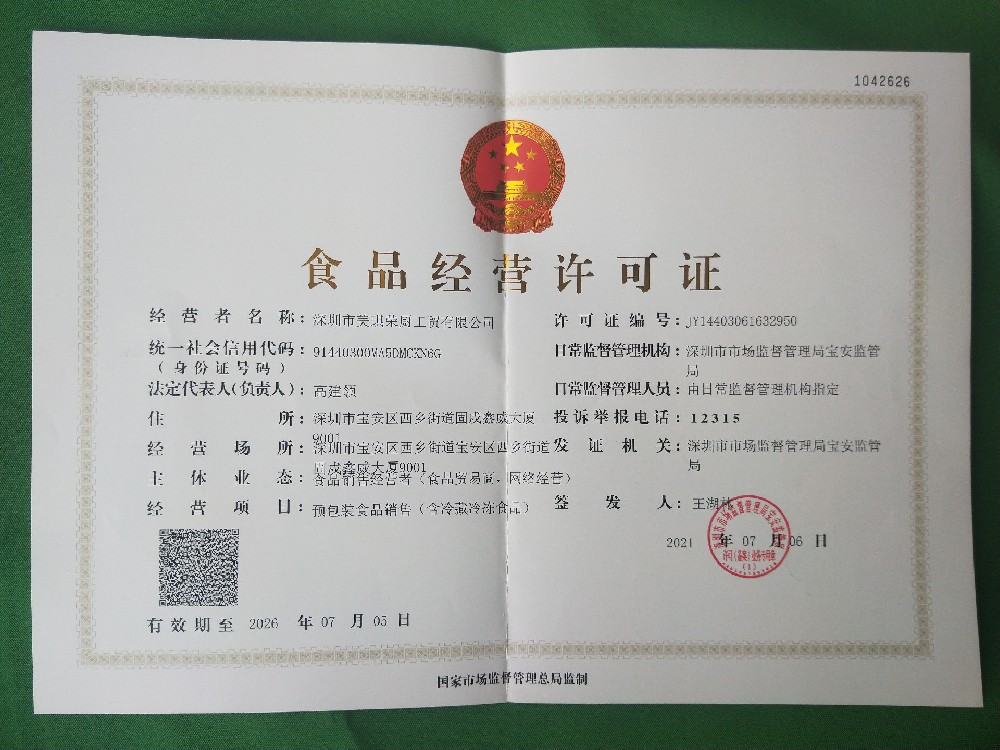 1042626
食品经营许可证
经营者名称：深圳市美琪荣厨工贸有限公司
统一社会信用代码：91440300MA5DMCKN6G
（身份证号码）
法定代表人（负责人）：高建颖
住所：深圳市宝安区西乡街道固戍鑫威大厦
9001
经营场所：深圳市宝安区西乡街道宝安区西乡街道
固戍鑫威大厦9001
主体业态：食品销售经营者（食品贸易商，网络经营）
经营项目：预包装食品销售（含冷藏冷冻食品）
有效期至 2026 年 07 月 05 日
许可证编号：JY14403061632950
日常监督管理机构：深圳市市场监督管理局宝安监管
局
日常监督管理人员：由日常监督管理机构指定
投诉举报电话：12315
发证机关：深圳市市场监督管理局宝安监管
局
签发人：王湖林
2021 年 07 月 06 日
国家市场监督管理总局监制